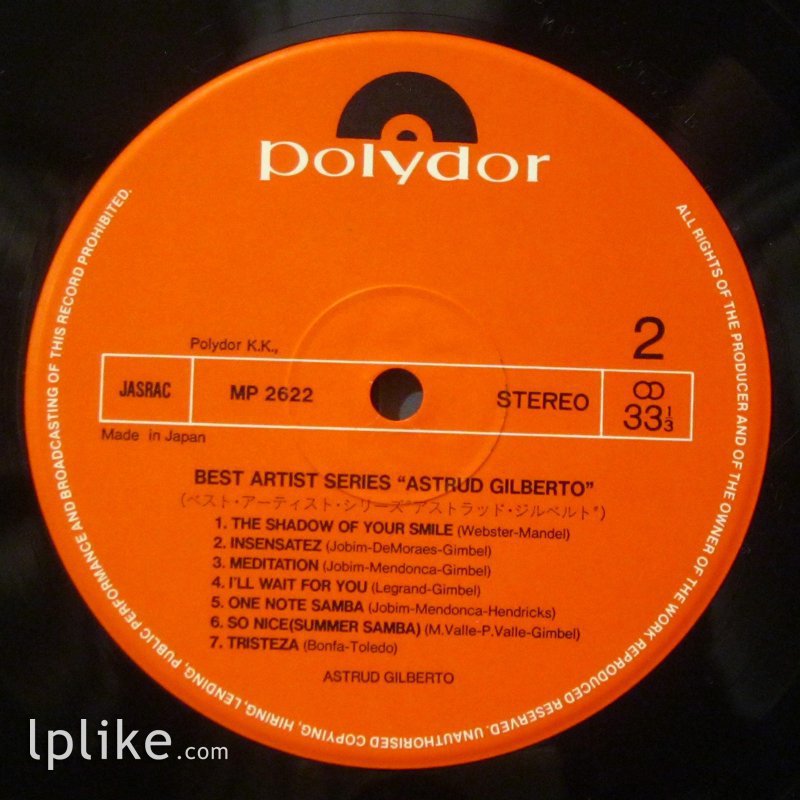 polydor
ALL RIGHTS OF THE PRODUCER AND OF THE OWNER OF THE WORK REPRODUCED RESERVED. UNAUTHORISED COPYING, HIRING, LENDING, PUBLIC PERFORMANCE AND BROADCASTING OF THIS RECORD PROHIBITED.
2
Polydor K.K.,
JASRAC MP 2622 STEREO 33⅓
Made in Japan
BEST ARTIST SERIES “ASTRUD GILBERTO”
(ベスト・アーティスト・シリーズ“アストラッド・ジルベルト”)
1. THE SHADOW OF YOUR SMILE (Webster-Mandel)
2. INSENSATEZ (Jobim-DeMoraes-Gimbel)
3. MEDITATION (Jobim-Mendonca-Gimbel)
4. I'LL WAIT FOR YOU (Legrand-Gimbel)
5. ONE NOTE SAMBA (Jobim-Mendonca-Hendricks)
6. SO NICE(SUMMER SAMBA) (M.Valle-P.Valle-Gimbel)
7. TRISTEZA (Bonfa-Toledo)
ASTRUD GILBERTO
lplike.com